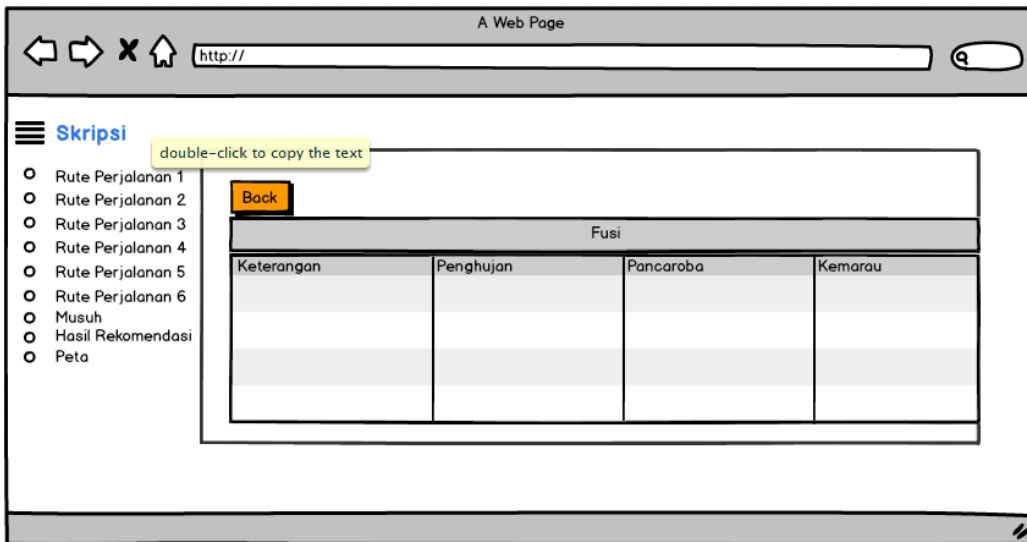 A Web Page
http://
Skripsi
double-click to copy the text
Rute Perjalanan 1
Rute Perjalanan 2
Rute Perjalanan 3
Rute Perjalanan 4
Rute Perjalanan 5
Rute Perjalanan 6
Musuh
Hasil Rekomendasi
Peta
Back
Fusi
Keterangan Penghujan Pancaroba Kemarau